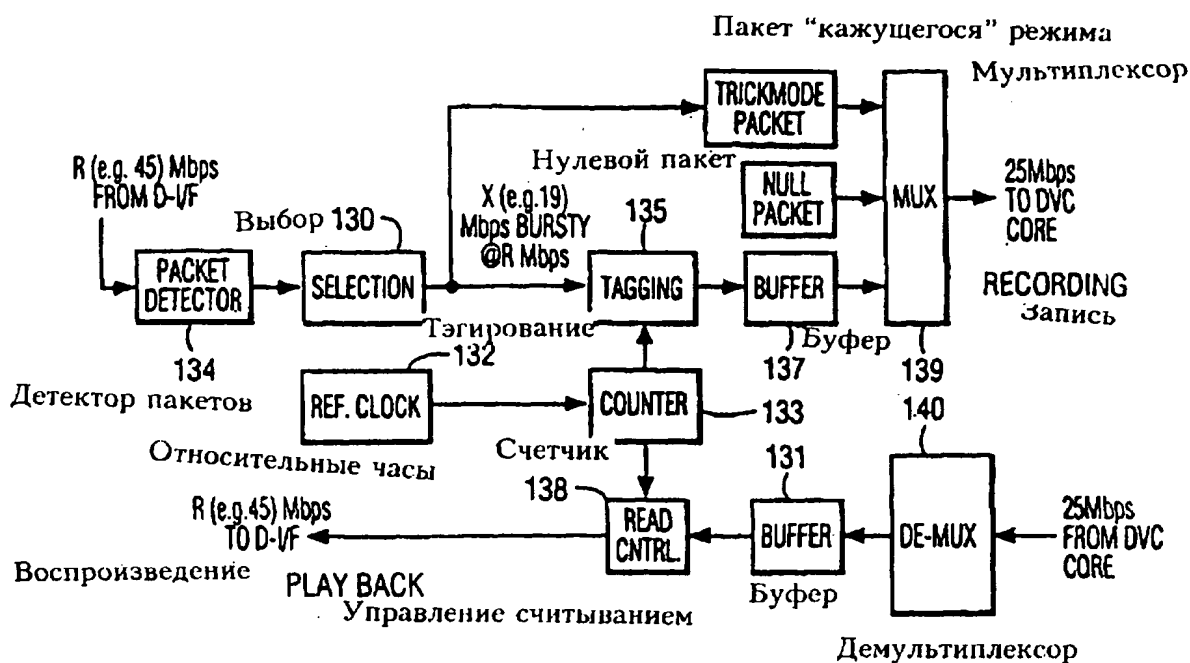 Пакет "кажущегося" режима
Мультиплексор
TRICKMODE
PACKET
R (e.g. 45) Mbps
FROM D-I/F
Нулевой пакет
NULL
PACKET
MUX
25Mbps
TO DVC
CORE
Выбор 130
X (e.g.19)
Mbps BURSTY
@R Mbps
135
PACKET
DETECTOR
SELECTION
TAGGING
BUFFER
RECORDING
Запись
Тэгирование
Буфер
134
132
137
139
Детектор пакетов
REF. CLOCK
COUNTER
133
140
Относительные часы
Счетчик
131
138
R (e.g.45) Mbps
TO D-I/F
READ
CNTRL.
BUFFER
DE-MUX
25Mbps
FROM DVC
CORE
Воспроизведение
PLAY BACK
Управление считыванием
Буфер
Демультиплексор